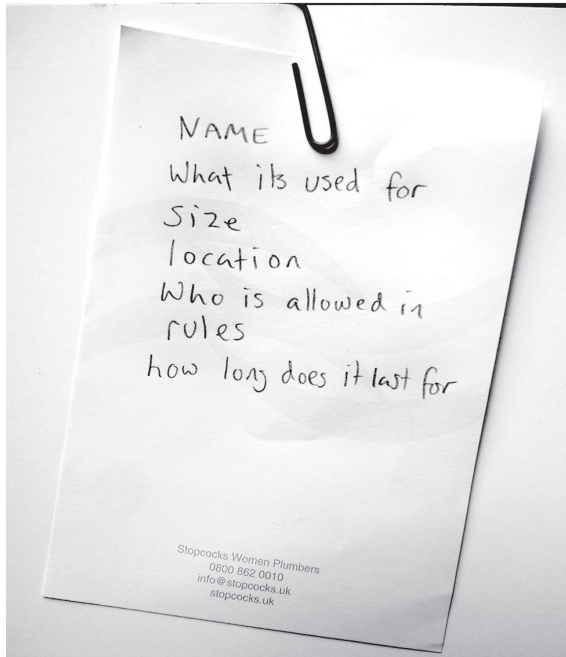 NAME
What its used for
Size
location
Who is allowed in
rules
how long does it last for
Stopcocks Women Plumbers
0800 862 0010
info@stopcocks.uk
stopcocks.uk